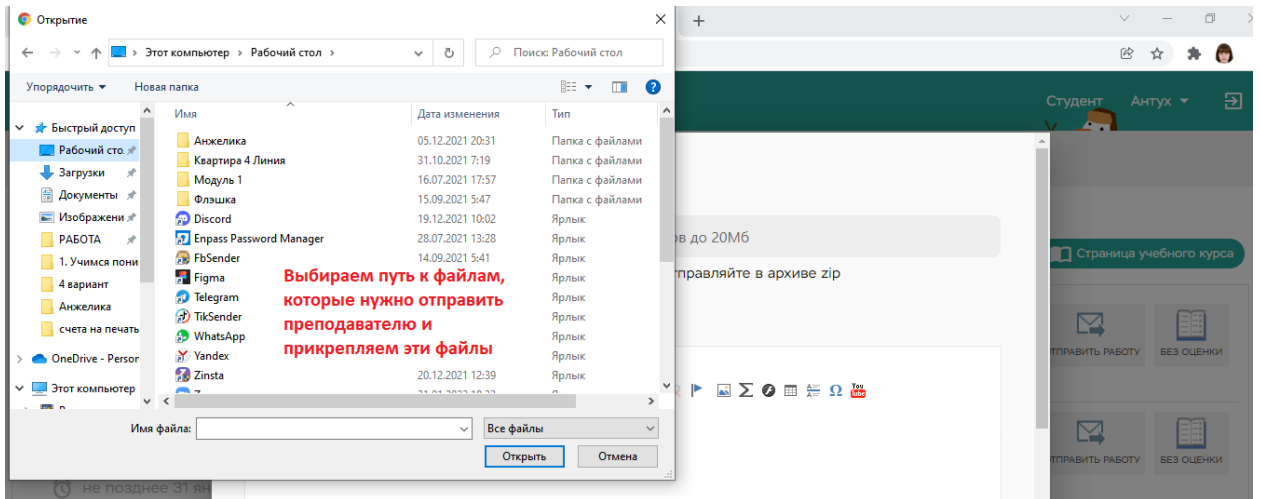 Открытие
Этот компьютер › Рабочий стол ›
Поиск: Рабочий стол
Упорядочить Новая папка
Студент Антух
Имя Дата изменения Тип
Быстрый доступ
Рабочий сто.
Загрузки
Документы
Изображени
РАБОТА
1. Учимся пони
4 вариант
Анжелика
счета на печать
OneDrive - Person
Этот компьютер
Анжелика 05.12.2021 20:31 Папка с файлами
Квартира 4 Линия 31.10.2021 7:19 Папка с файлами
Модуль 1 16.07.2021 17:57 Папка с файлами
Флэшка 15.09.2021 5:47 Папка с файлами
Discord 19.12.2021 10:02 Ярлык
Enpass Password Manager 28.07.2021 13:28 Ярлык
FbSender 14.09.2021 5:41 Ярлык
Figma Ярлык
Telegram Ярлык
TikSender Ярлык
WhatsApp Ярлык
Yandex Ярлык
Zinsta 20.12.2021 12:39 Ярлык
Выбираем путь к файлам,
которые нужно отправить
преподавателю и
прикрепляем эти файлы
Имя файла: Все файлы
Открыть Отмена
ов до 20Мб
тправляйте в архиве zip
You
Tube
Страница учебного курса
ОТПРАВИТЬ РАБОТУ БЕЗ ОЦЕНКИ
ОТПРАВИТЬ РАБОТУ БЕЗ ОЦЕНКИ
не позднее 31 ян